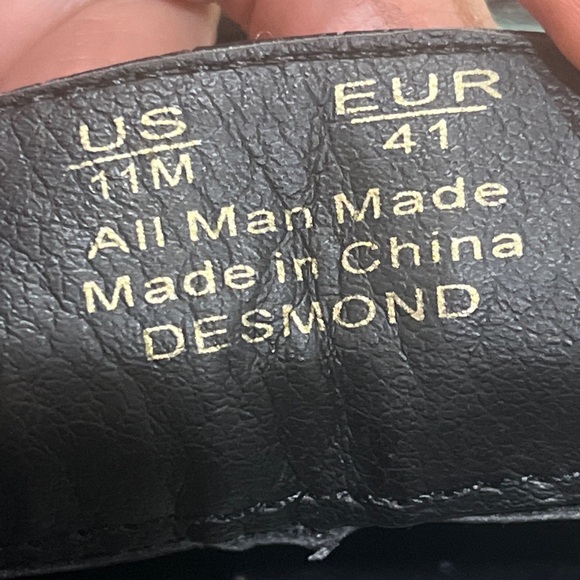 US EUR
11M 41
All Man Made
Made in China
DESMOND